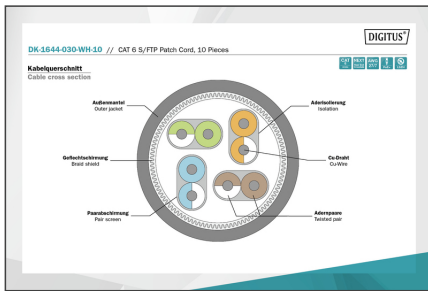 DIGITUS®
DK-1644-030-WH-10 // CAT 6 S/FTP Patch Cord, 10 Pieces
Kabelquerschnitt
Cable cross section
Außenmantel
Outer jacket
Aderisolierung
Isolation
Geflechtschirmung
Braid shield
Cu-Draht
Cu-Wire
Paarabschirmung
Pair screen
Adernpaare
Twisted pair